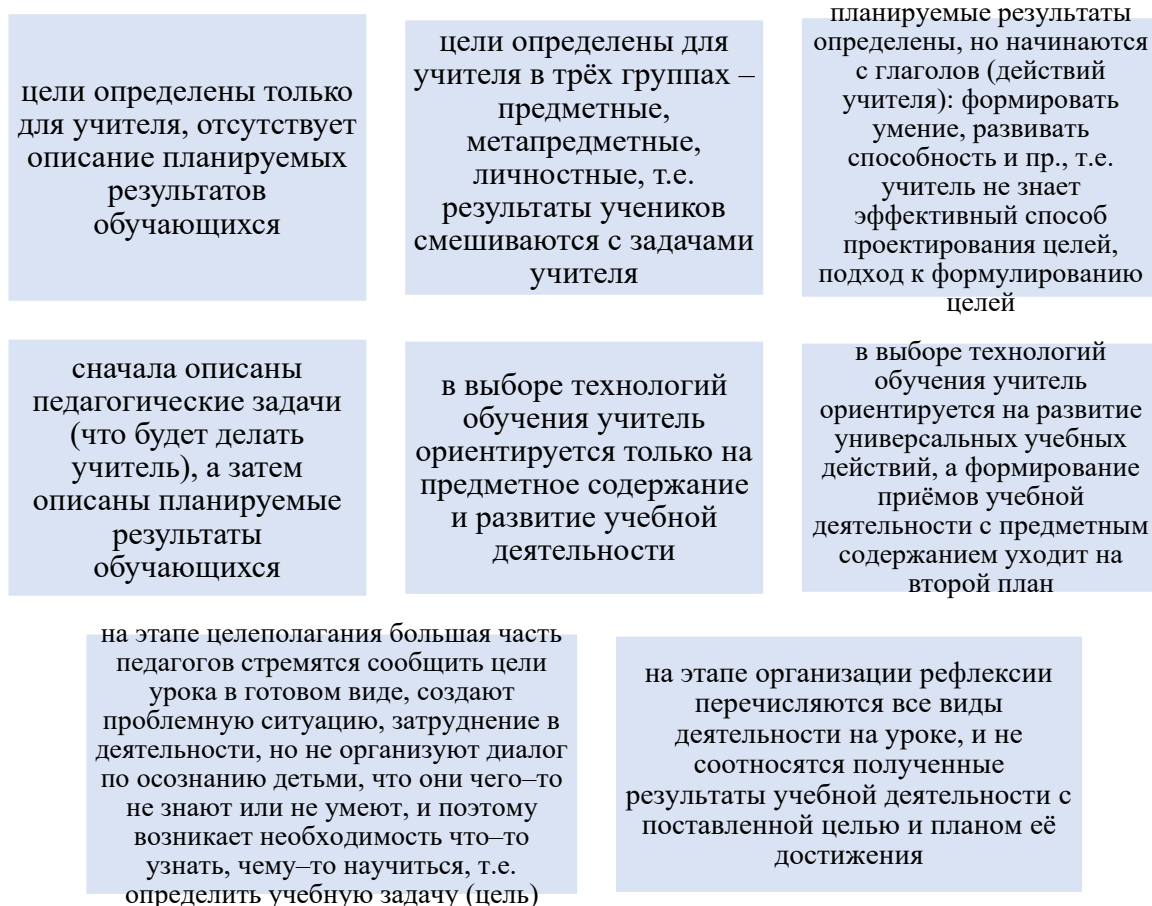 цели определены только
для учителя, отсутствует
описание планируемых
результатов
обучающихся
цели определены для
учителя в трёх группах –
предметные,
метапредметные,
личностные, т.е.
результаты учеников
смешиваются с задачами
учителя
планируемые результаты
определены, но начинаются
с глаголов (действий
учителя): формировать
умение, развивать
способность и пр., т.е.
учитель не знает
эффективный способ
проектирования целей,
подход к формулированию
целей
сначала описаны
педагогические задачи
(что будет делать
учитель), а затем
описаны планируемые
результаты
обучающихся
в выборе технологий
обучения учитель
ориентируется только на
предметное содержание
и развитие учебной
деятельности
в выборе технологий
обучения учитель
ориентируется на развитие
универсальных учебных
действий, а формирование
приёмов учебной
деятельности с предметным
содержанием уходит на
второй план
на этапе целеполагания большая часть
педагогов стремятся сообщить цели
урока в готовом виде, создают
проблемную ситуацию, затруднение в
деятельности, но не организуют диалог
по осознанию детьми, что они чего–то
не знают или не умеют, и поэтому
возникает необходимость что–то
узнать, чему–то научиться, т.е.
определить учебную задачу (цель)
на этапе организации рефлексии
перечисляются все виды
деятельности на уроке, и не
соотносятся полученные
результаты учебной деятельности с
поставленной целью и планом её
достижения